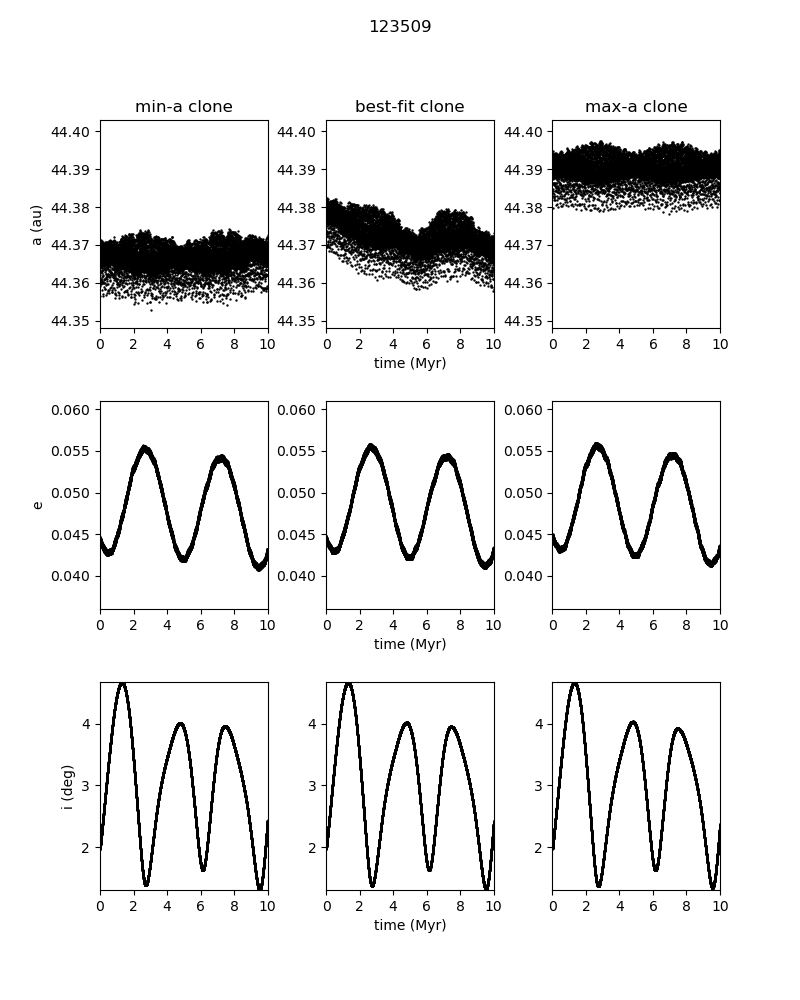 123509
min-a clone best-fit clone max-a clone
44.40 44.40 44.40
44.39 44.39 44.39
44.38 44.38 44.38
a (au)
44.37 44.37 44.37
44.36 44.36 44.36
44.35 44.35 44.35
0 2 4 6 8 10 0 2 4 6 8 10 0 2 4 6 8 10
time (Myr)
0.060 0.060 0.060
0.055 0.055 0.055
e
0.050 0.050 0.050
0.045 0.045 0.045
0.040 0.040 0.040
0 2 4 6 8 10 0 2 4 6 8 10 0 2 4 6 8 10
time (Myr)
4 4 4
i (deg)
3 3 3
2 2 2
0 2 4 6 8 10 0 2 4 6 8 10 0 2 4 6 8 10
time (Myr)